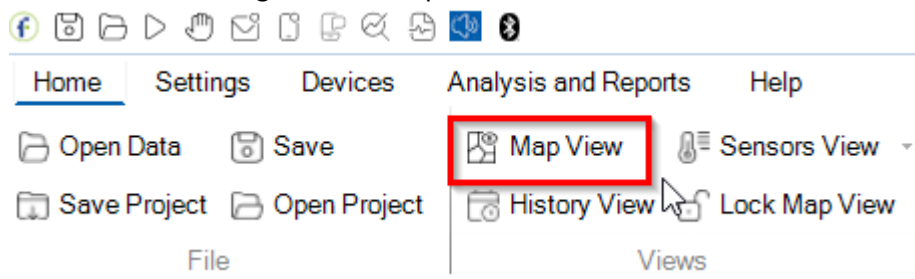 Home Settings Devices Analysis and Reports Help
Open Data Save Map View Sensors View
Save Project Open Project History View Lock Map View
File Views